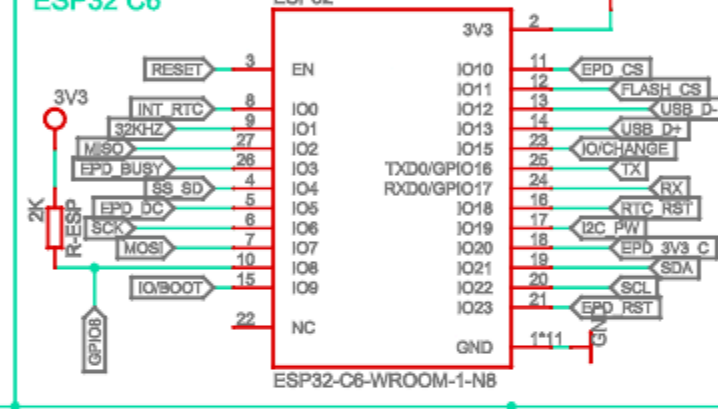 ESP32 C6
ESP32
3V3 2
RESET 3 EN
IO10 11 EPD_CS
IO11 12 FLASH_CS
3V3
INT_RTC 8 IO0
IO12 13 USB_D-
32KHZ 9 IO1
IO13 14 USB_D+
MISO 27 IO2
IO15 23 IO/CHANGE
EPD_BUSY 26 IO3
TXD0/GPIO16 25 TX
SS_SD 4 IO4
RXD0/GPIO17 24 RX
2K
R-ESP
EPD_DC 5 IO5
IO18 16 RTC_RST
SCK 6 IO6
IO19 17 I2C_PW
MOSI 7 IO7
IO20 18 EPD_3V3_C
10 IO8
IO21 19 SDA
IO/BOOT 15 IO9
IO22 20 SCL
IO23 21 EPD_RST
GPIO8
22 NC
GND 1*11 GND
ESP32-C6-WROOM-1-N8